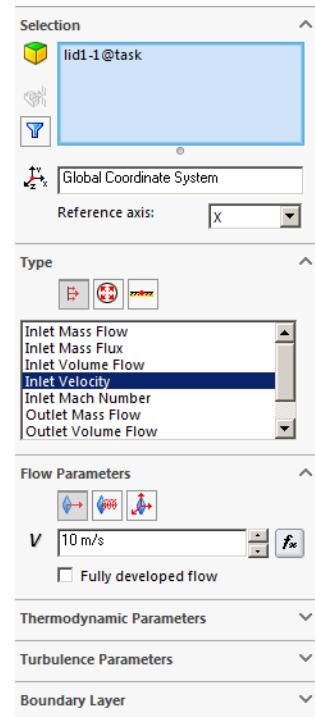 Selection
lid1-1@task
Y
Z X
Global Coordinate System
Reference axis: X
Type
Inlet Mass Flow
Inlet Mass Flux
Inlet Volume Flow
Inlet Velocity
Inlet Mach Number
Outlet Mass Flow
Outlet Volume Flow
Flow Parameters
V 10 m/s fx
Fully developed flow
Thermodynamic Parameters
Turbulence Parameters
Boundary Layer